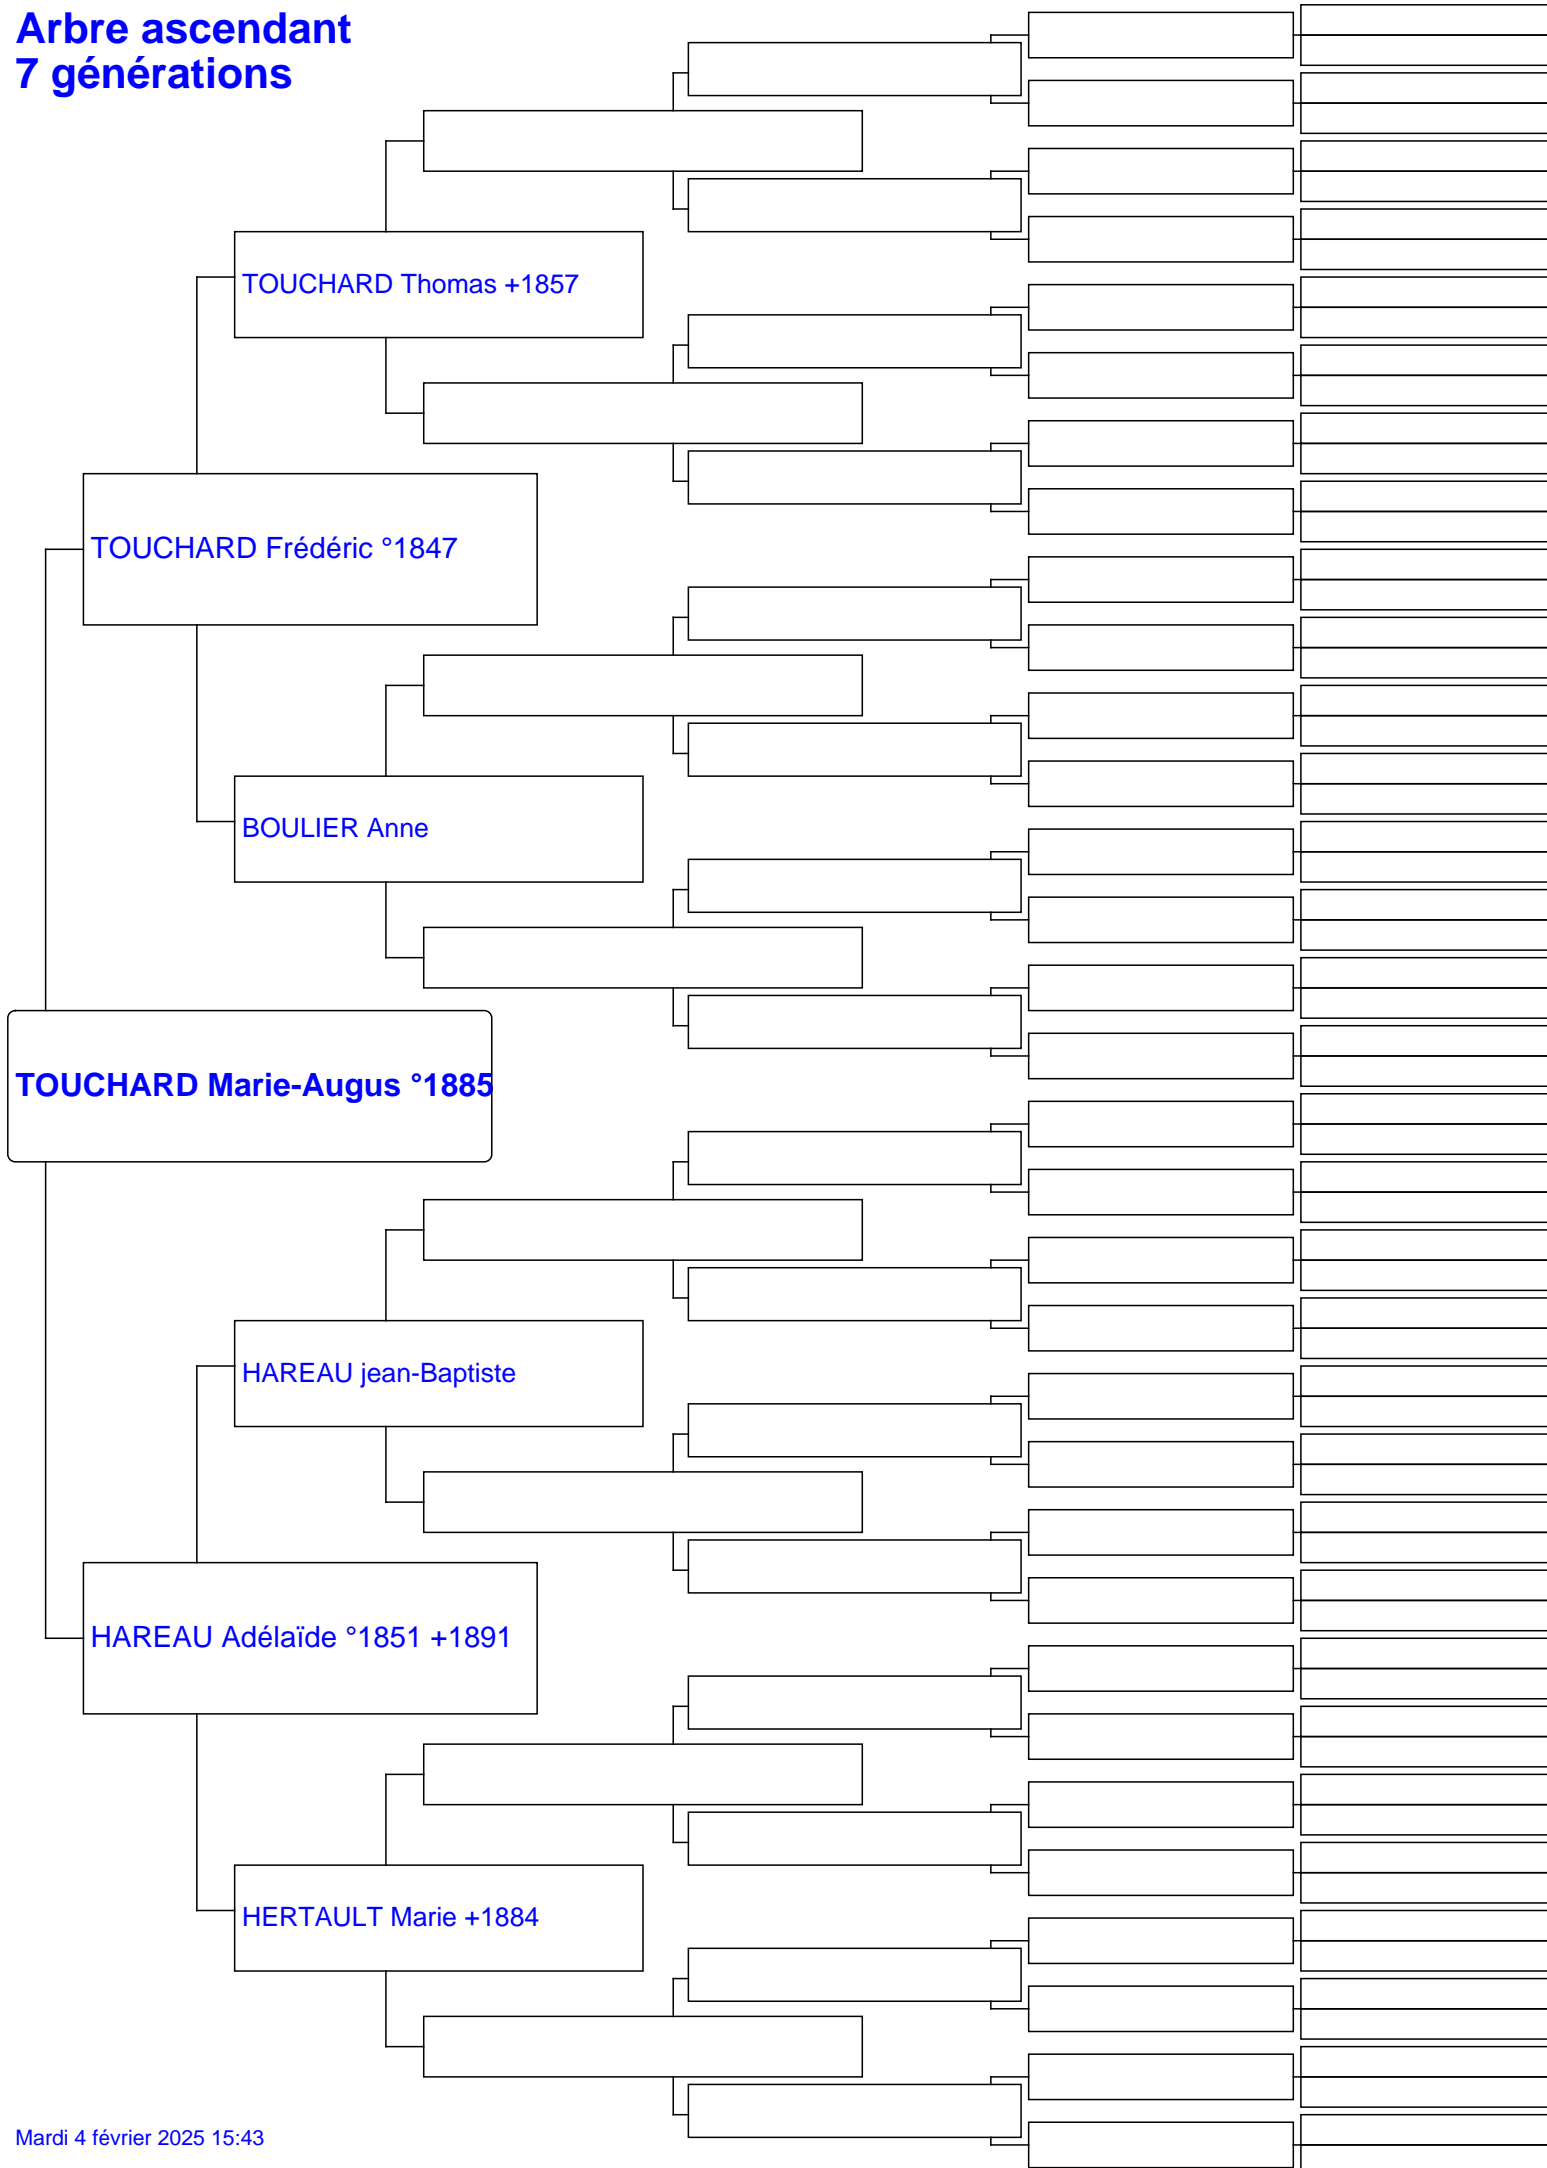 Arbre ascendant
7 générations
TOUCHARD Thomas +1857
TOUCHARD Frédéric °1847
BOULIER Anne
TOUCHARD Marie-Augus °1885
HAREAU jean-Baptiste
HAREAU Adélaïde °1851 +1891
HERTAULT Marie +1884
Mardi 4 février 2025 15:43